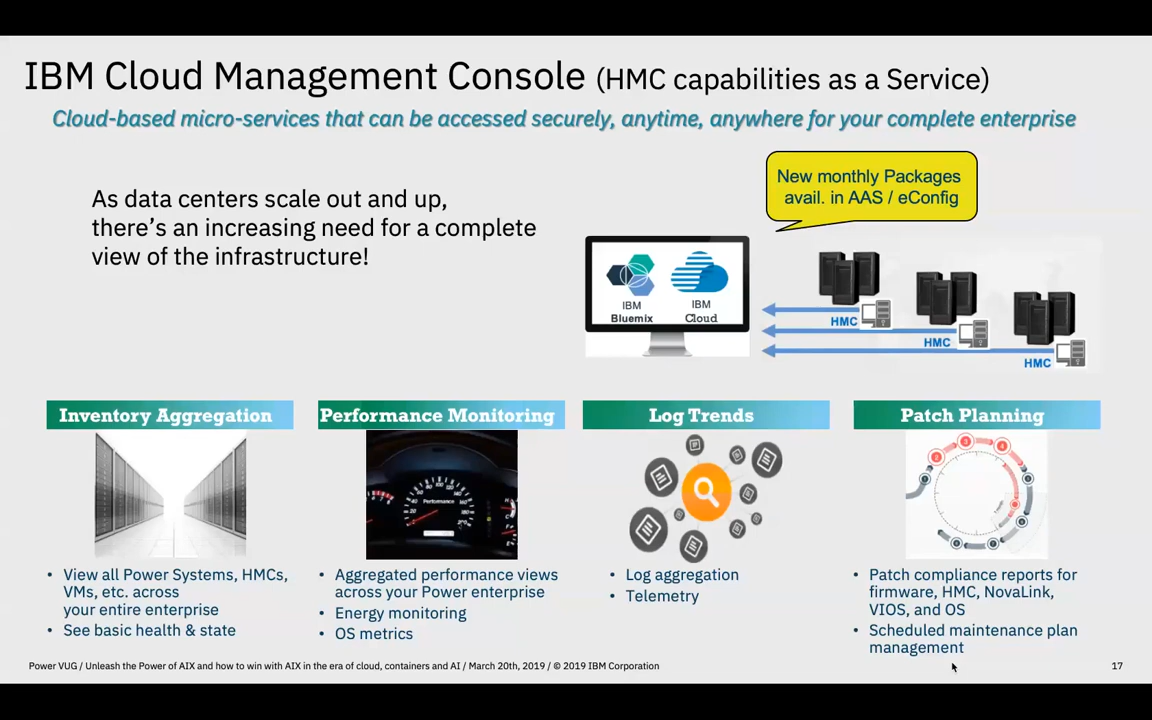 IBM Cloud Management Console (HMC capabilities as a Service)
Cloud-based micro-services that can be accessed securely, anytime, anywhere for your complete enterprise
New monthly Packages
avail. in AAS / eConfig
As data centers scale out and up,
there's an increasing need for a complete
view of the infrastructure!
IBM
Bluemix
IBM
Cloud
HMC
HMC
HMC
Inventory Aggregation
Performance Monitoring
Log Trends
Patch Planning
Performance
• View all Power Systems, HMCs,
VMs, etc. across
your entire enterprise
• See basic health & state
• Aggregated performance views
across your Power enterprise
• Energy monitoring
• OS metrics
• Log aggregation
• Telemetry
• Patch compliance reports for
firmware, HMC, NovaLink,
VIOS, and OS
• Scheduled maintenance plan
management
Power VUG / Unleash the Power of AIX and how to win with AIX in the era of cloud, containers and AI / March 20th, 2019 / © 2019 IBM Corporation
17